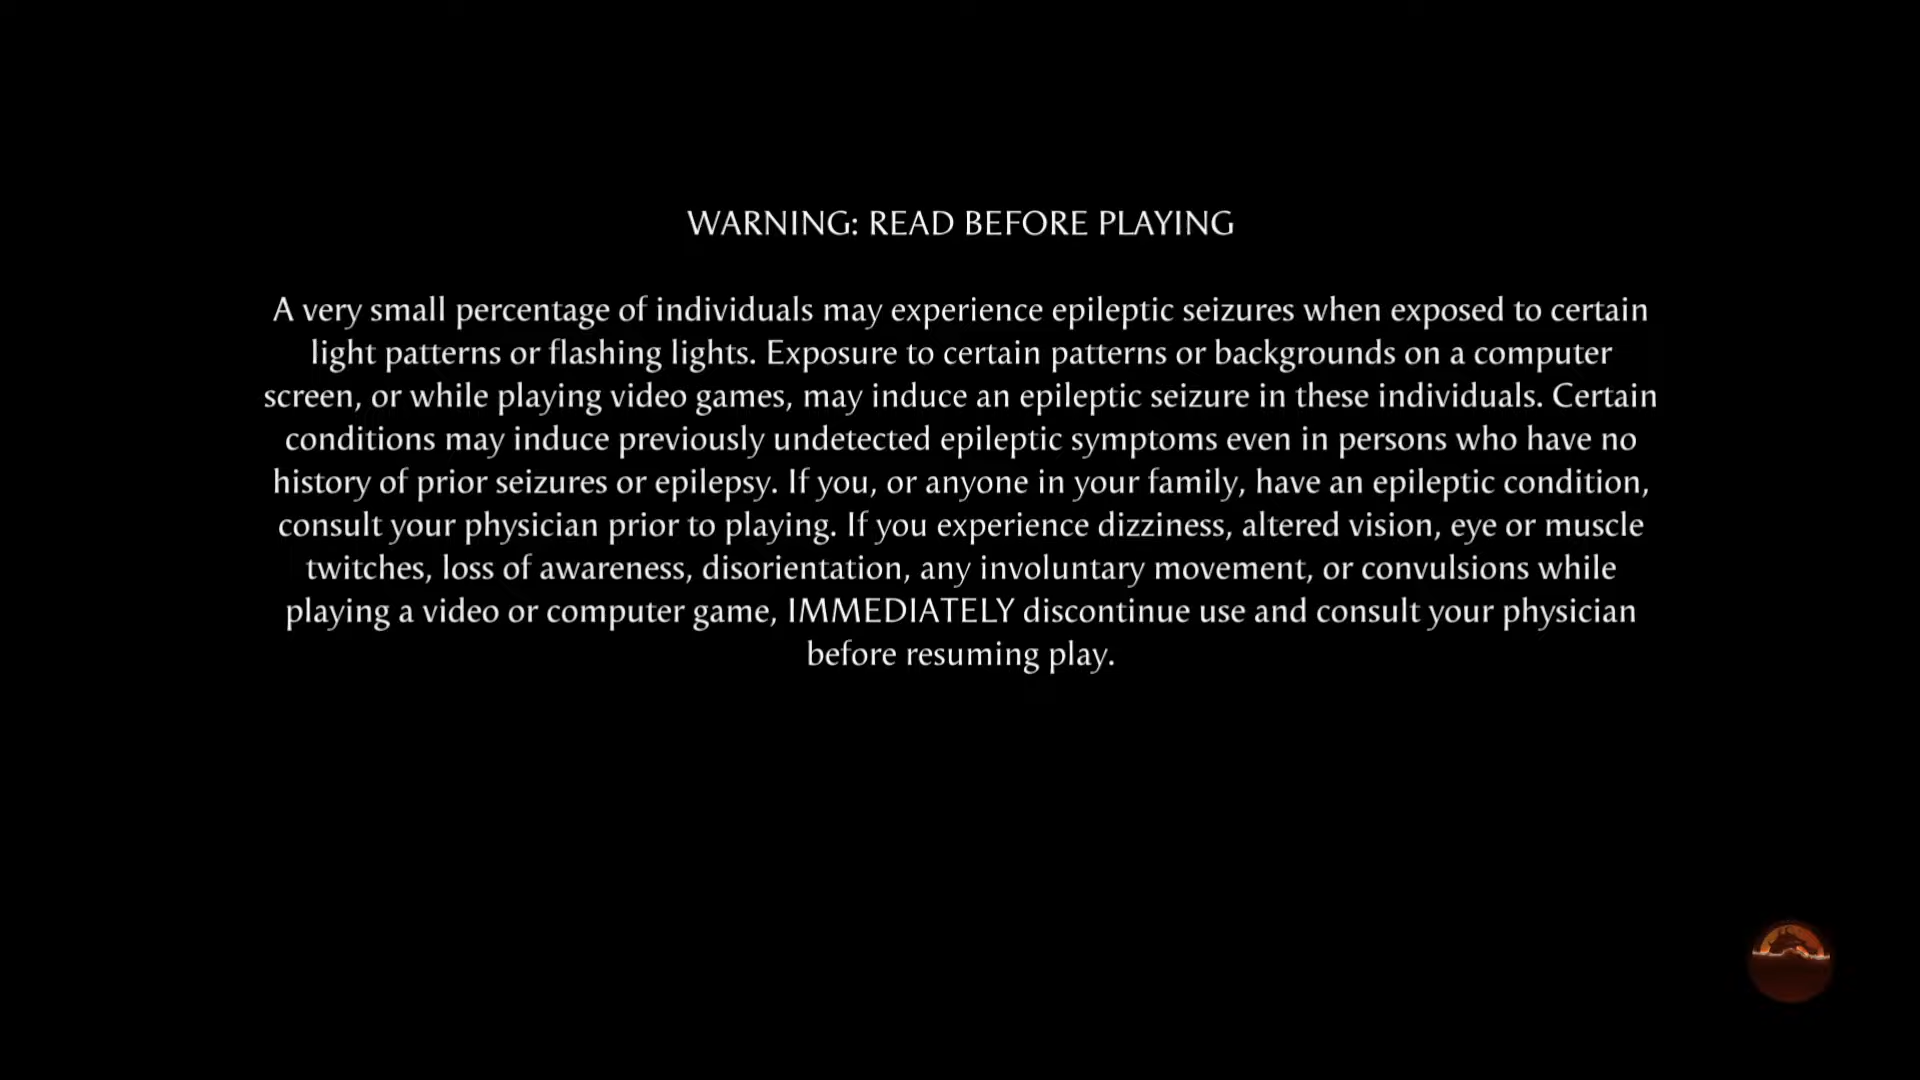 WARNING: READ BEFORE PLAYING
A very small percentage of individuals may experience epileptic seizures when exposed to certain
light patterns or flashing lights. Exposure to certain patterns or backgrounds on a computer
screen, or while playing video games, may induce an epileptic seizure in these individuals. Certain
conditions may induce previously undetected epileptic symptoms even in persons who have no
history of prior seizures or epilepsy. If you, or anyone in your family, have an epileptic condition,
consult your physician prior to playing. If you experience dizziness, altered vision, eye or muscle
twitches, loss of awareness, disorientation, any involuntary movement, or convulsions while
playing a video or computer game, IMMEDIATELY discontinue use and consult your physician
before resuming play.